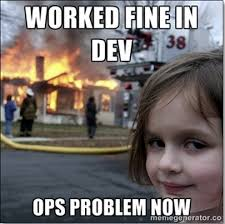 WORKED FINE IN
DEV
38
OPS PROBLEM NOW
memegenerator.co